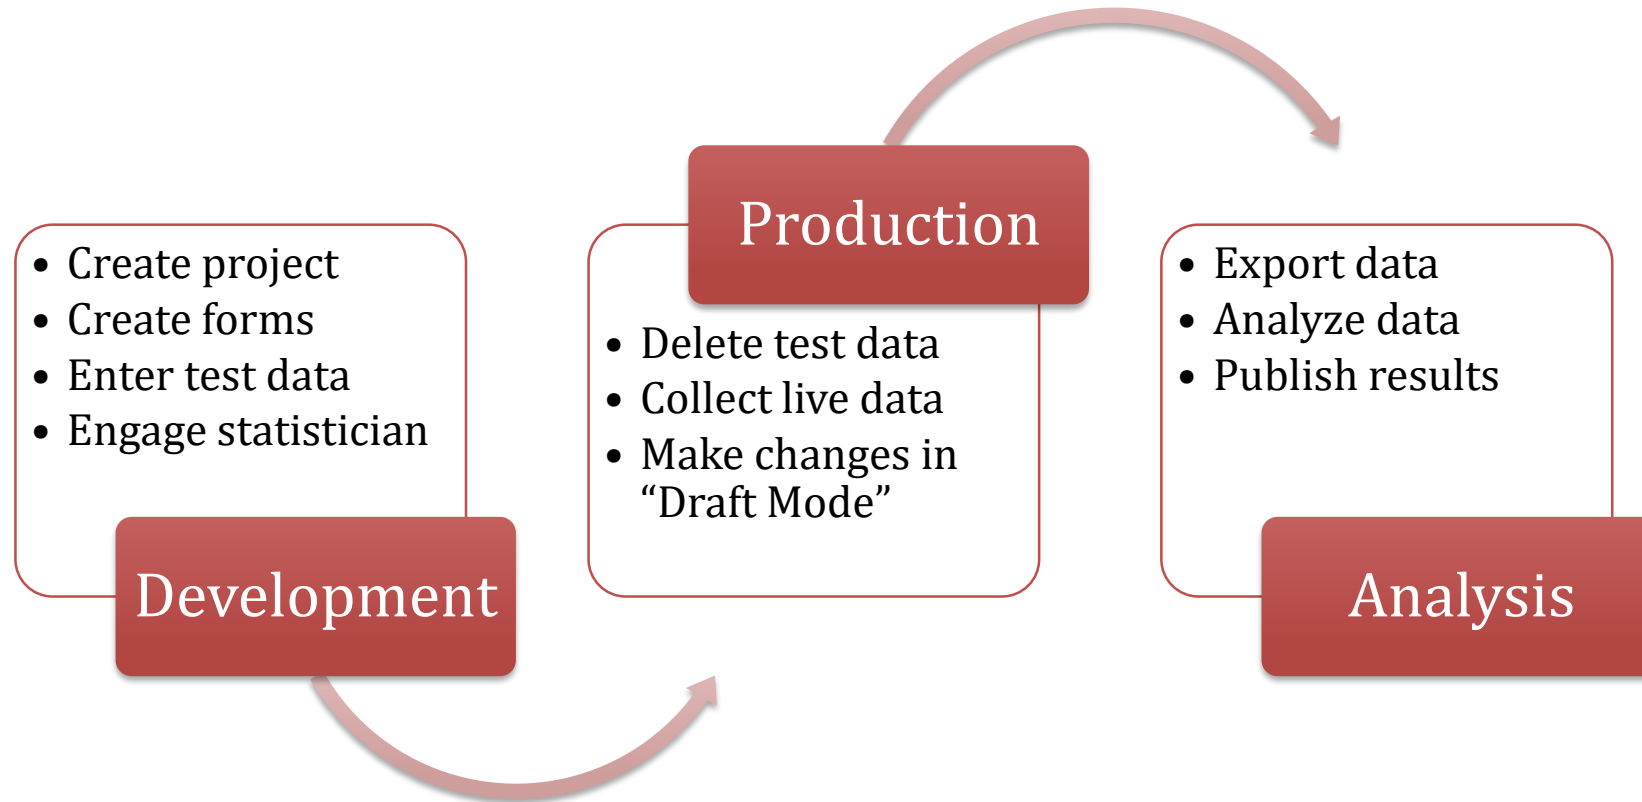 • Create project
• Create forms
• Enter test data
• Engage statistician
Development
Production
• Delete test data
• Collect live data
• Make changes in
“Draft Mode”
• Export data
• Analyze data
• Publish results
Analysis